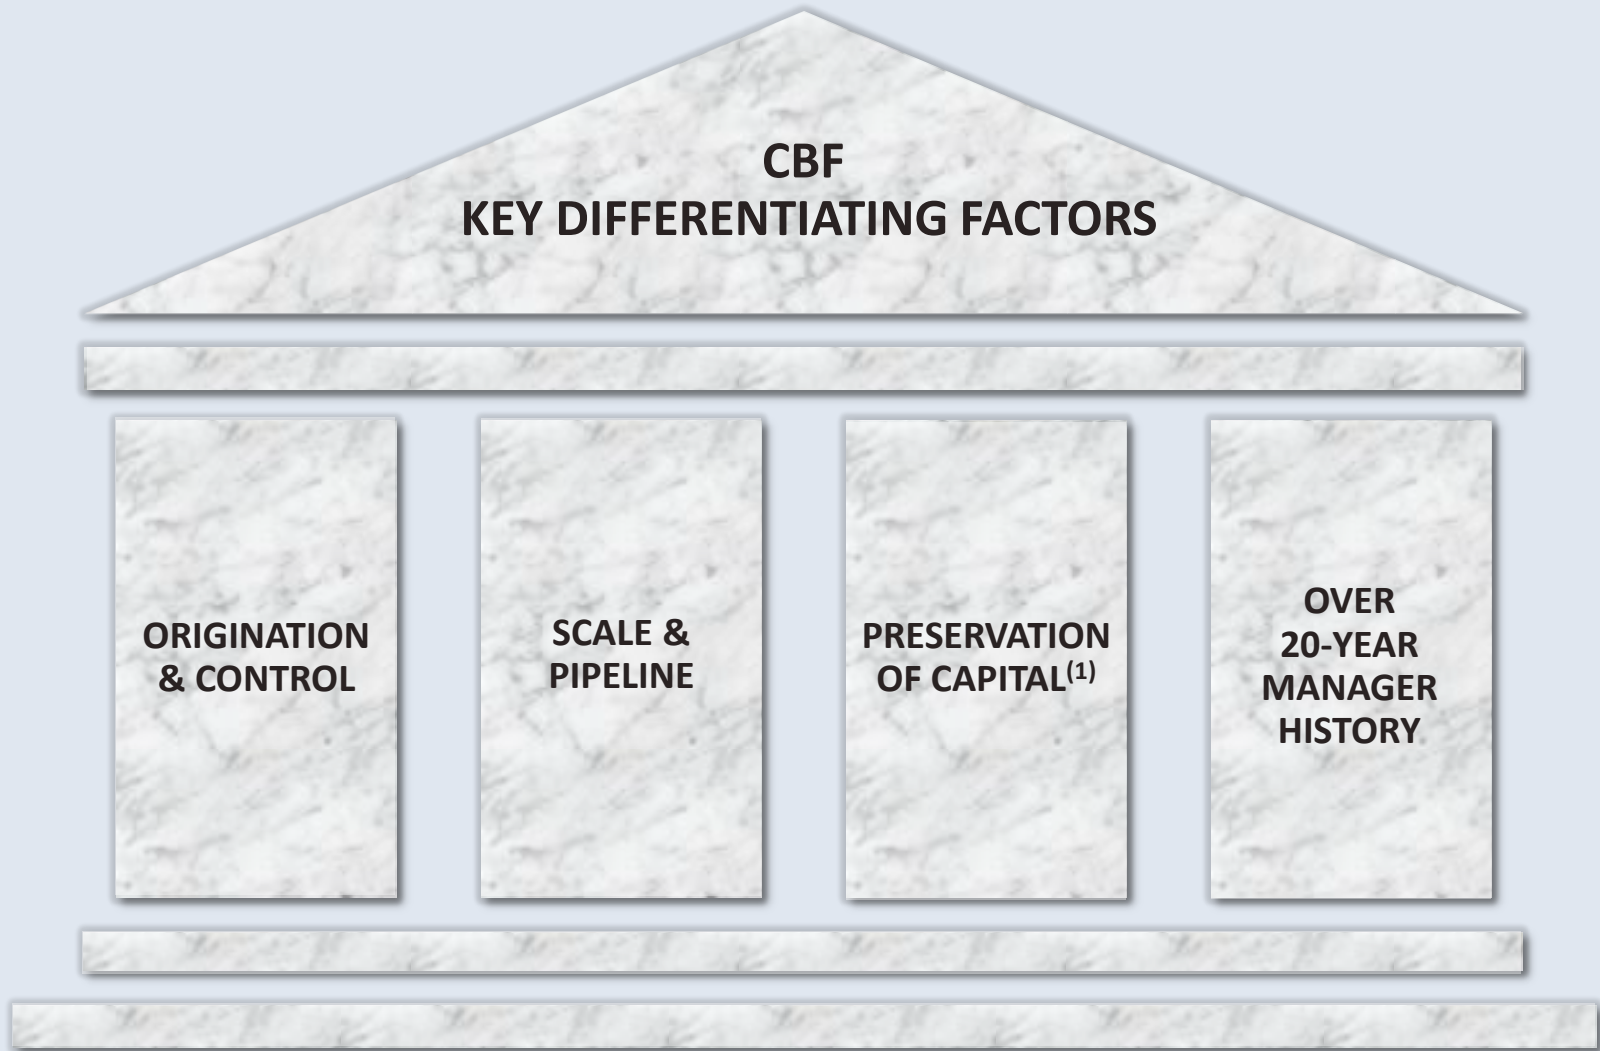 CBF
KEY DIFFERENTIATING FACTORS
ORIGINATION
& CONTROL
SCALE &
PIPELINE
PRESERVATION
OF CAPITAL(1)
OVER
20-YEAR
MANAGER
HISTORY